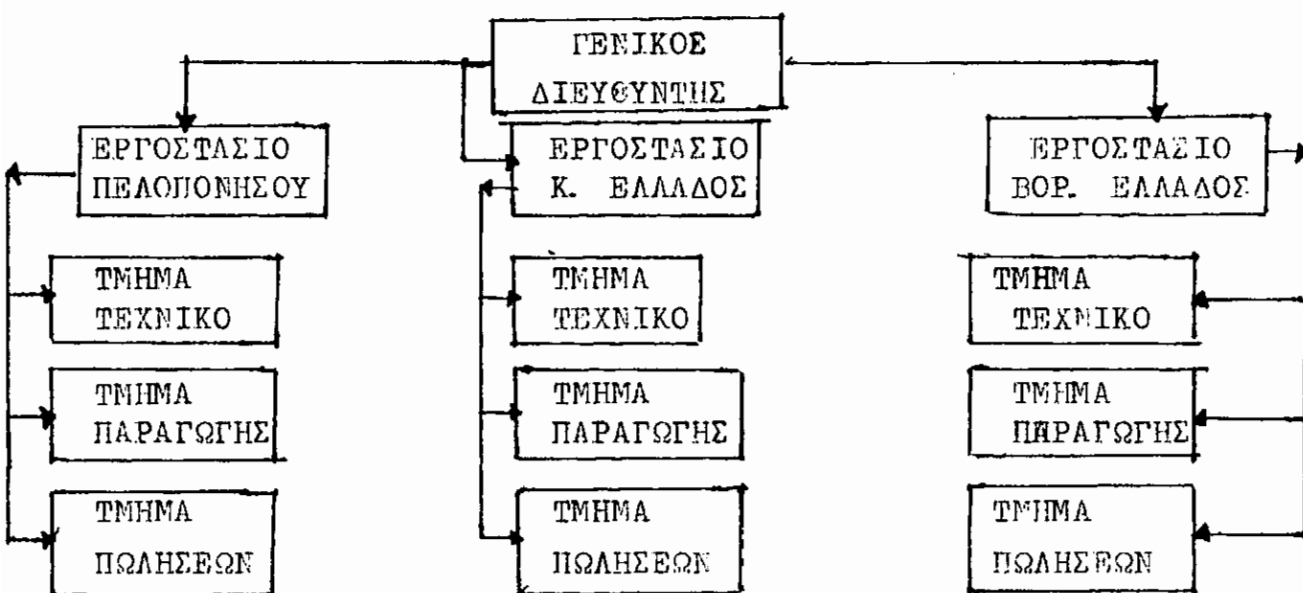 ΓΕΝΙΚΟΣ
ΔΙΕΥΘΥΝΤΗΣ
ΕΡΓΟΣΤΑΣΙΟ
ΠΕΛΟΠΟΝΗΣΟΥ
ΕΡΓΟΣΤΑΣΙΟ
Κ. ΕΛΛΑΔΟΣ
ΕΡΓΟΣΤΑΣΙΟ
ΒΟΡ. ΕΛΛΑΔΟΣ
ΤΜΗΜΑ
ΤΕΧΝΙΚΟ
ΤΜΗΜΑ
ΤΕΧΝΙΚΟ
ΤΜΗΜΑ
ΤΕΧΝΙΚΟ
ΤΜΗΜΑ
ΠΑΡΑΓΩΓΗΣ
ΤΜΗΜΑ
ΠΑΡΑΓΩΓΗΣ
ΤΜΗΜΑ
ΠΑΡΑΓΩΓΗΣ
ΤΜΗΜΑ
ΠΩΛΗΣΕΩΝ
ΤΜΗΜΑ
ΠΩΛΗΣΕΩΝ
ΤΜΗΜΑ
ΠΩΛΗΣΕΩΝ